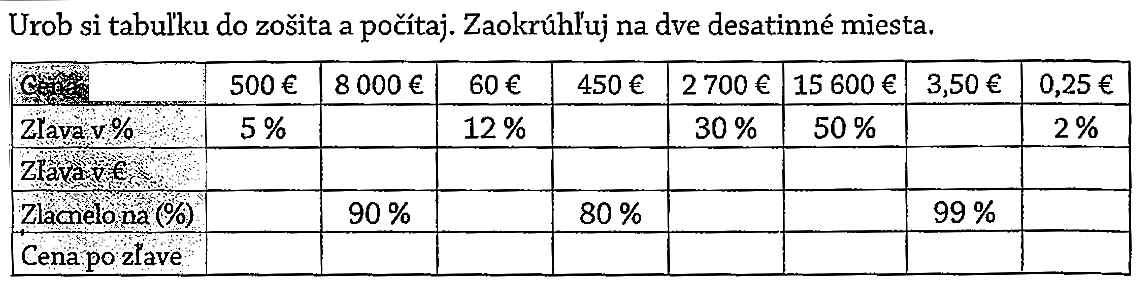 Urob si tabuľku do zošita a počítaj. Zaokrúhľuj na dve desatinné miesta.
Cena 500 € 8 000 € 60 € 450 € 2 700 € 15 600 € 3,50 € 0,25 €
Zľava v % 5 % 12 % 30 % 50 % 2 %
Zľava v €
Zlacnelo na (%) 90 % 80 % 99 %
Cena po zľave